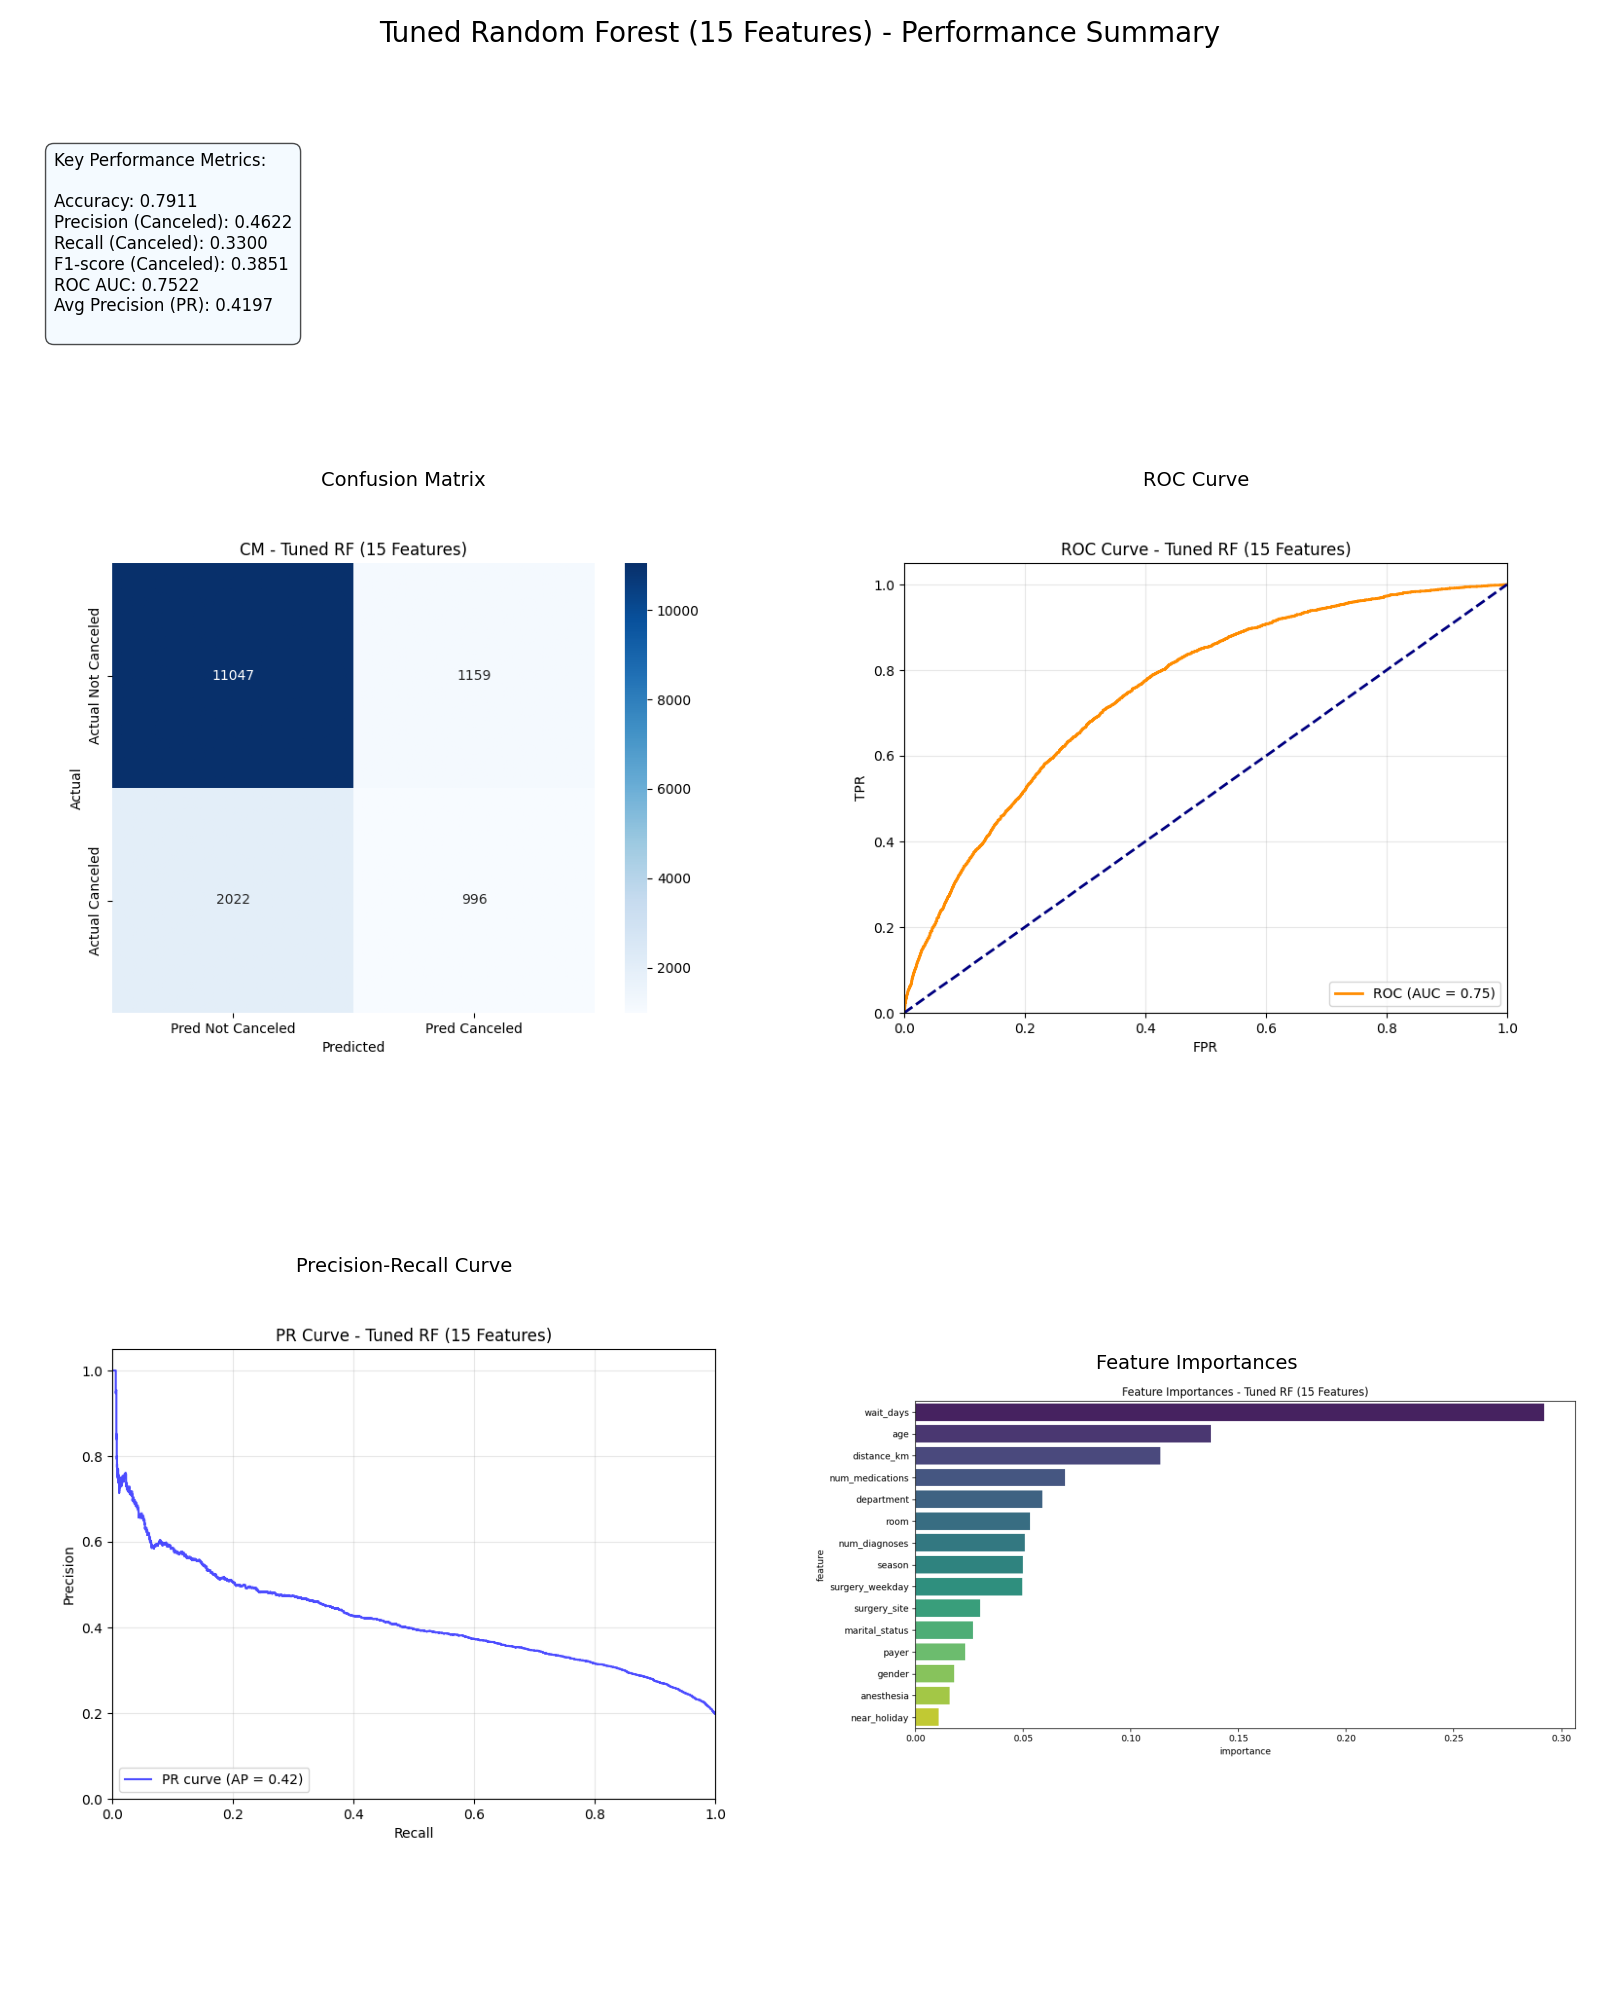 Tuned Random Forest (15 Features) - Performance Summary
Key Performance Metrics:
Accuracy: 0.7911
Precision (Canceled): 0.4622
Recall (Canceled): 0.3300
F1-score (Canceled): 0.3851
ROC AUC: 0.7522
Avg Precision (PR): 0.4197
Confusion Matrix
CM - Tuned RF (15 Features)
Actual
Actual Not Canceled
Actual Canceled
11047
1159
2022
996
Pred Not Canceled
Pred Canceled
Predicted
10000
8000
6000
4000
2000
ROC Curve
ROC Curve - Tuned RF (15 Features)
TPR
1.0
0.8
0.6
0.4
0.2
0.0
ROC (AUC = 0.75)
0.0 0.2 0.4 0.6 0.8 1.0
FPR
Precision-Recall Curve
PR Curve - Tuned RF (15 Features)
Precision
1.0
0.8
0.6
0.4
0.2
0.0
PR curve (AP = 0.42)
0.0 0.2 0.4 0.6 0.8 1.0
Recall
Feature Importances
Feature Importances - Tuned RF (15 Features)
feature
wait_days
age
distance_km
num_medications
department
room
num_diagnoses
season
surgery_weekday
surgery_site
marital_status
payer
gender
anesthesia
near_holiday
0.00 0.05 0.10 0.15 0.20 0.25 0.30
importance